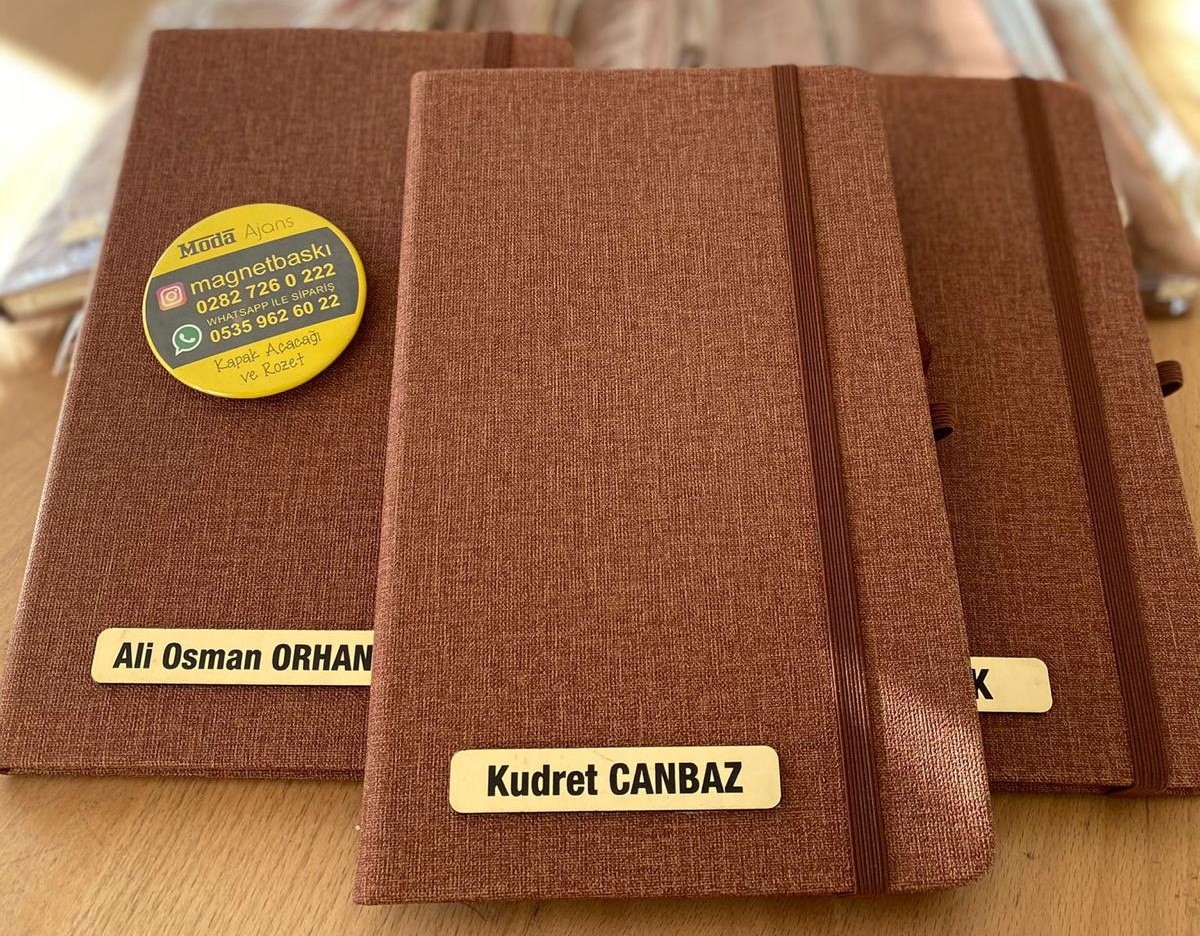 Moda Ajans
magnetbaskı
0282 726 0 222
WHATSAPP İLE SİPARİŞ
0535 962 60 22
Kapak Açacağı
ve Rozet
Ali Osman ORHAN
Kudret CANBAZ
K